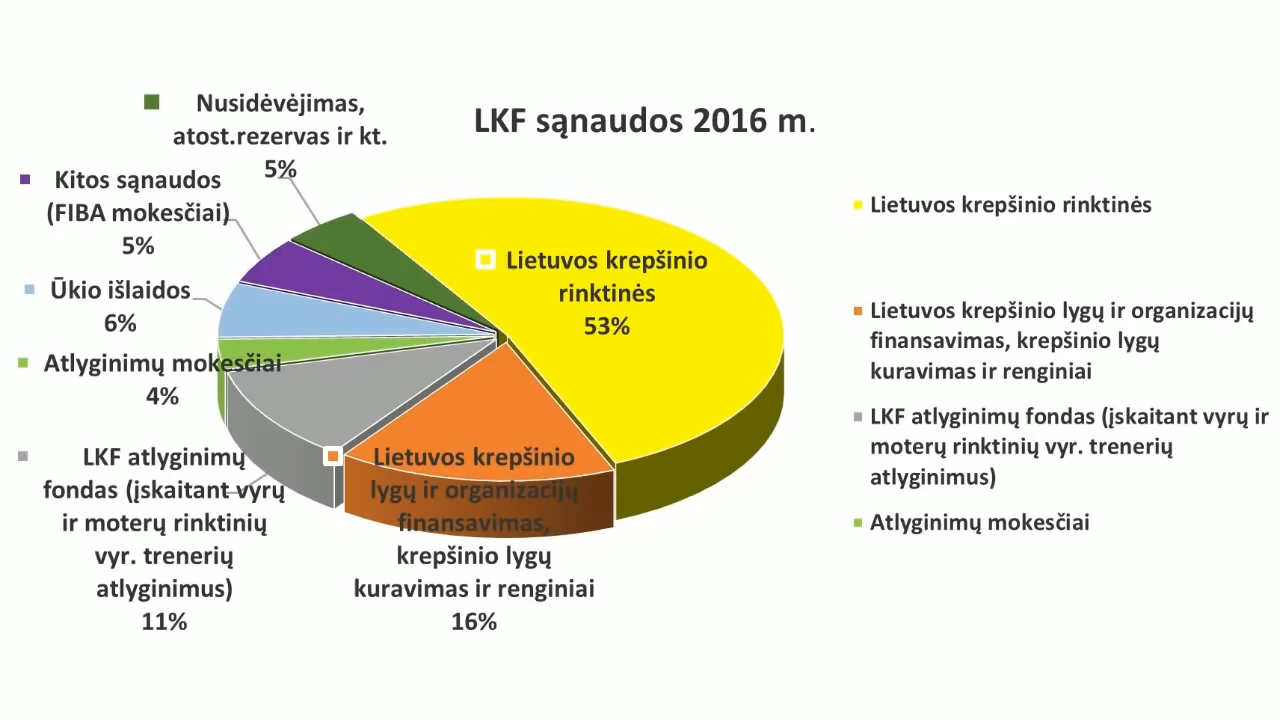 LKF sąnaudos 2016 m.
Nusidėvėjimas,
atost.rezervas ir kt.
5%
Kitos sąnaudos
(FIBA mokesčiai)
5%
Ūkio išlaidos
6%
Atlyginimų mokesčiai
4%
LKF atlyginimų
fondas (įskaitant vyrų
ir moterų rinktinių
vyr. trenerių
atlyginimus)
11%
Lietuvos krepšinio
lygų ir organizacijų
finansavimas,
krepšinio lygų
kuravimas ir renginiai
16%
Lietuvos krepšinio
rinktinės
53%
Lietuvos krepšinio rinktinės
Lietuvos krepšinio lygų ir organizacijų
finansavimas, krepšinio lygų
kuravimas ir renginiai
LKF atlyginimų fondas (įskaitant vyrų ir
moterų rinktinių vyr. trenerių
atlyginimus)
Atlyginimų mokesčiai